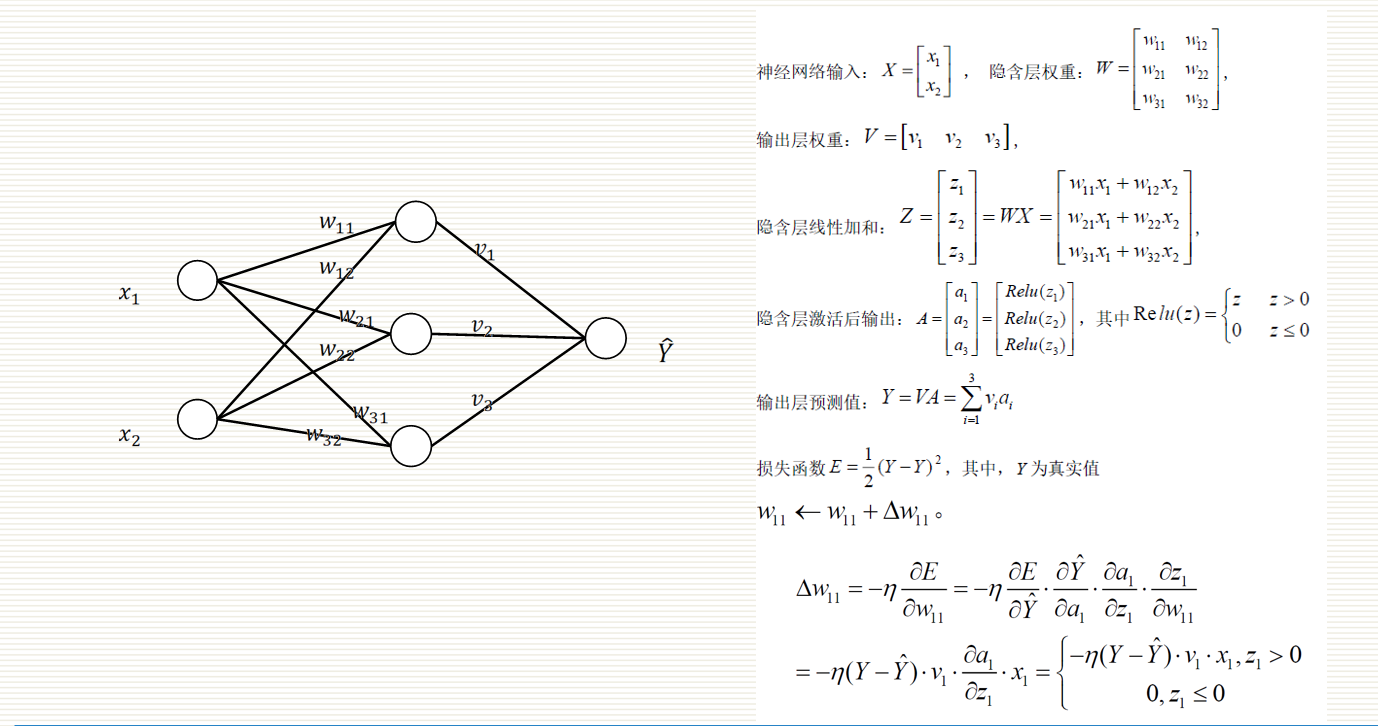 w₁₁
w₁₂
x₁
w₂₁
w₂₂
x₂
w₃₁
w₃₂
v₁
v₂
v₃
Ŷ
神经网络输入： X = [x₁; x₂] ， 隐含层权重： W = [w₁₁ w₁₂; w₂₁ w₂₂; w₃₁ w₃₂]，
输出层权重： V = [v₁ v₂ v₃]，
隐含层线性加和： Z = [z₁; z₂; z₃] = WX = [w₁₁x₁ + w₁₂x₂; w₂₁x₁ + w₂₂x₂; w₃₁x₁ + w₃₂x₂]，
隐含层激活后输出： A = [a₁; a₂; a₃] = [Relu(z₁); Relu(z₂); Relu(z₃)]，其中 Relu(z) = { z z > 0; 0 z ≤ 0
输出层预测值： Y = VA = ∑_{i=1}^{3} vᵢaᵢ
损失函数 E = 1/2 (Y − Y)²，其中， Y 为真实值
w₁₁ ← w₁₁ + Δw₁₁ 。
Δw₁₁ = −η ∂E/∂w₁₁ = −η ∂E/∂Ŷ · ∂Ŷ/∂a₁ · ∂a₁/∂z₁ · ∂z₁/∂w₁₁
= −η(Y − Ŷ) · v₁ · ∂a₁/∂z₁ · x₁ = { −η(Y − Ŷ) · v₁ · x₁, z₁ > 0; 0, z₁ ≤ 0